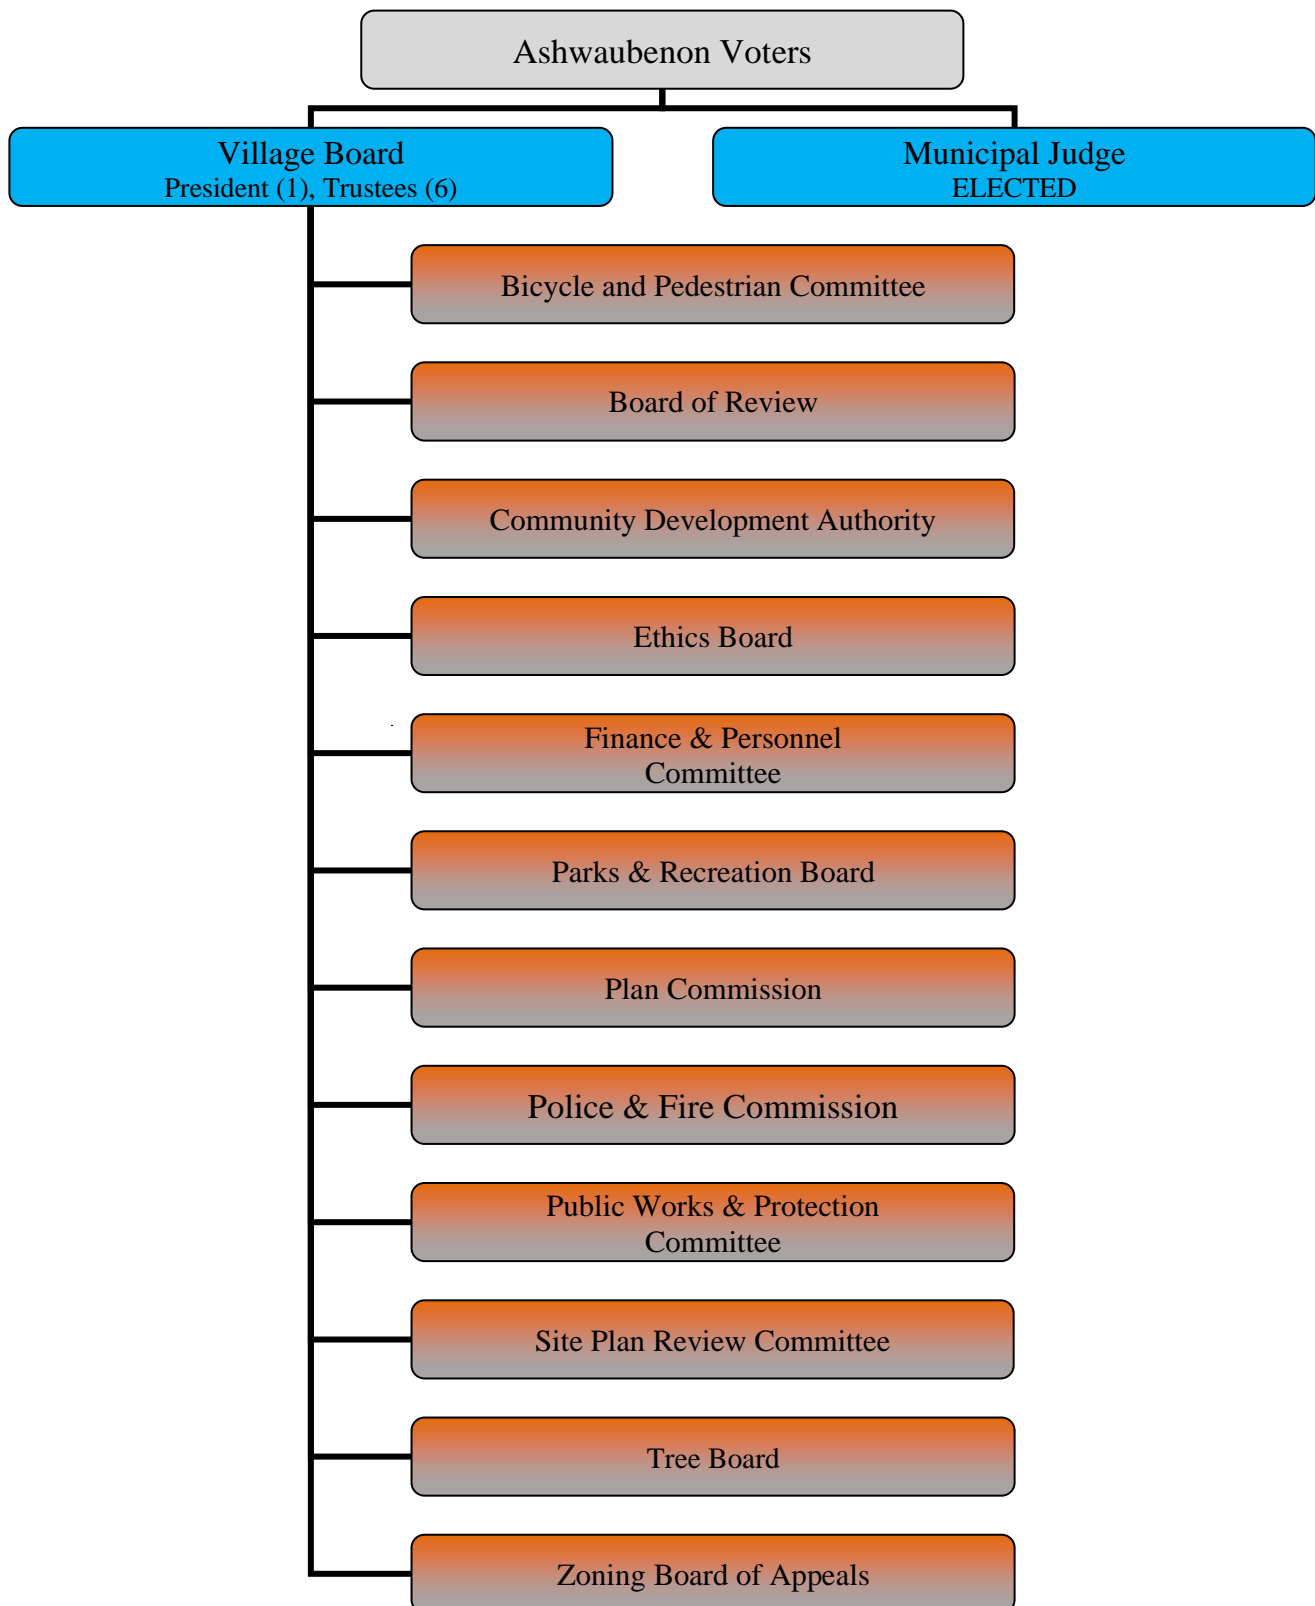 Ashwaubenon Voters
Village Board
President (1), Trustees (6)
Municipal Judge
ELECTED
Bicycle and Pedestrian Committee
Board of Review
Community Development Authority
Ethics Board
Finance & Personnel
Committee
Parks & Recreation Board
Plan Commission
Police & Fire Commission
Public Works & Protection
Committee
Site Plan Review Committee
Tree Board
Zoning Board of Appeals